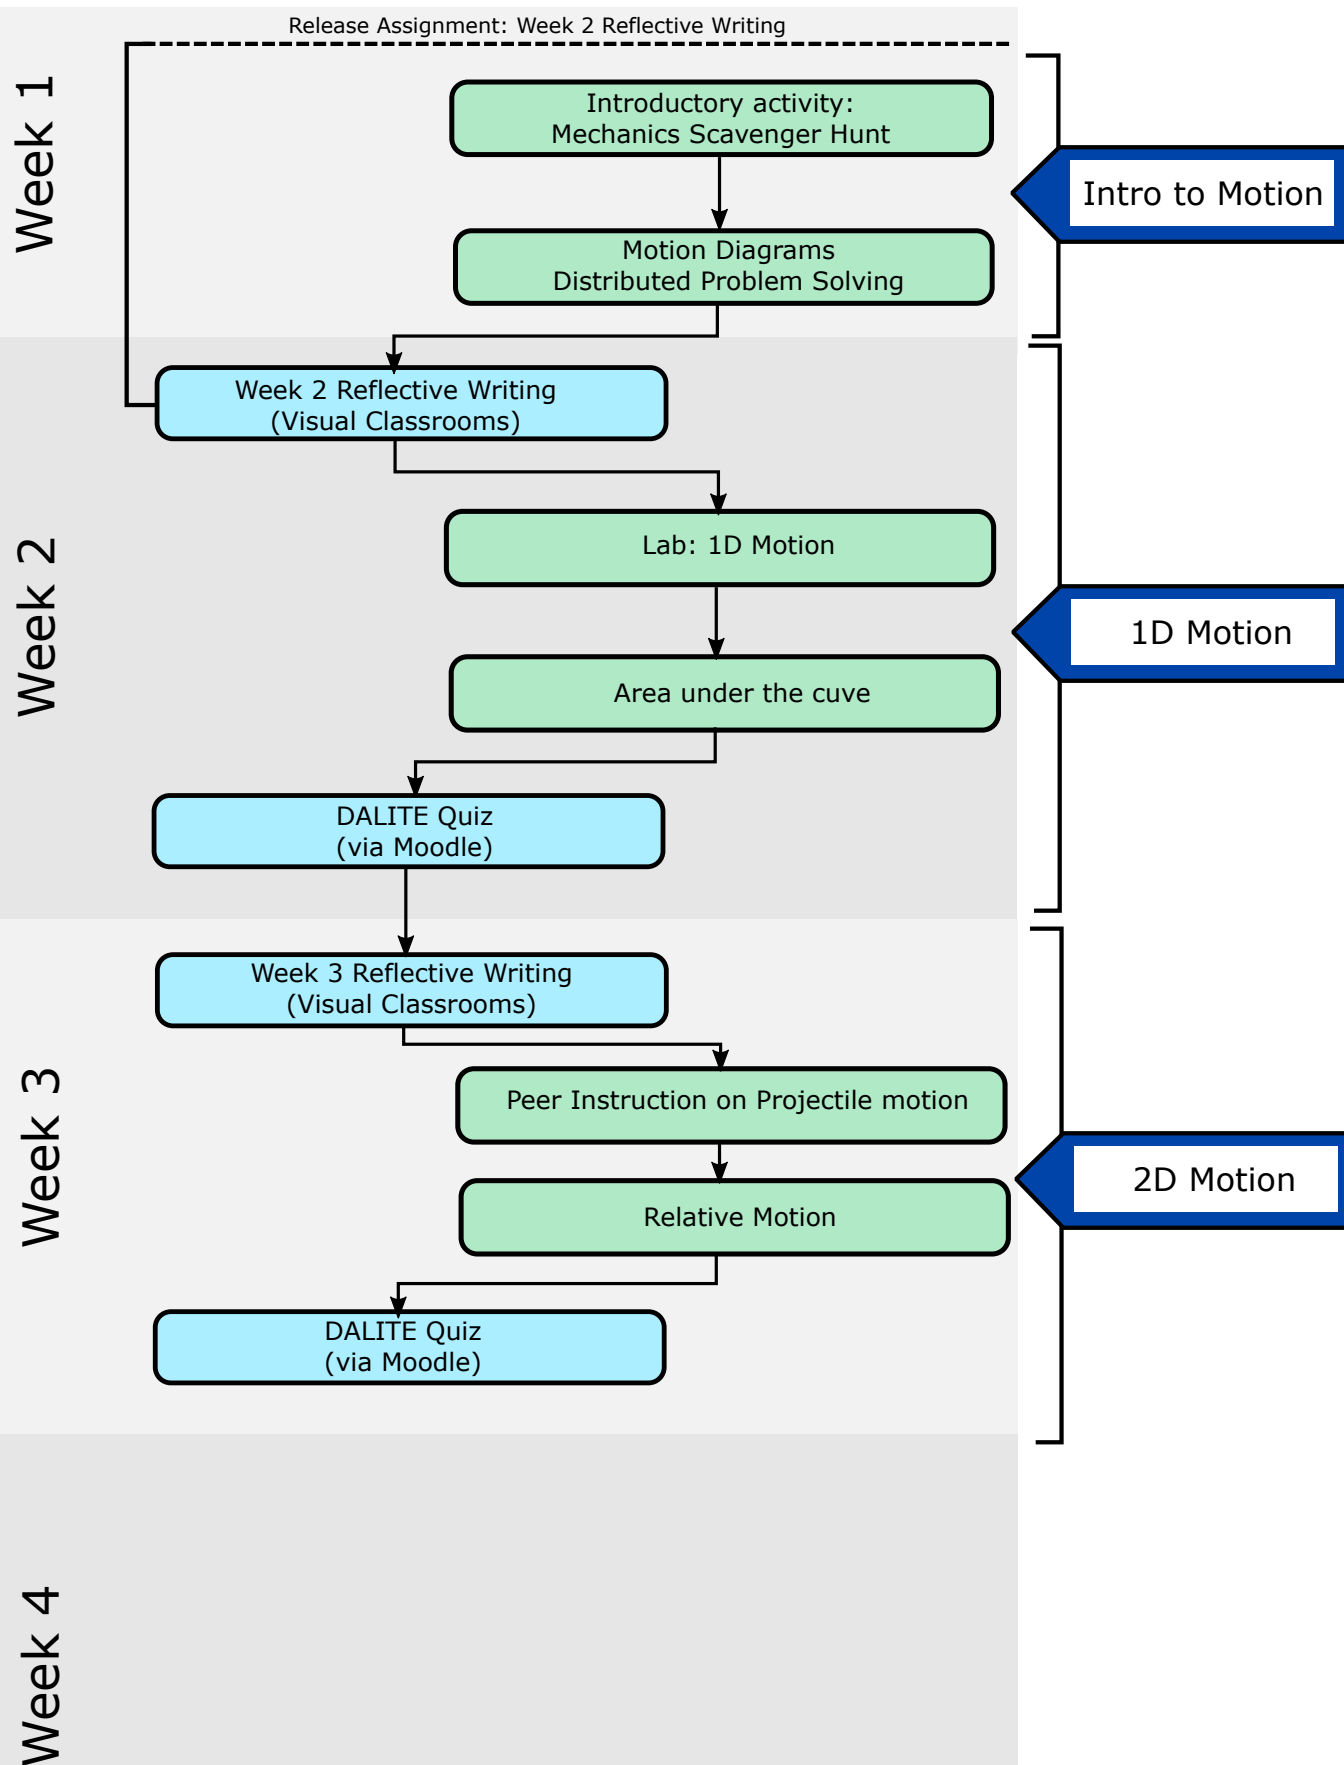 Release Assignment: Week 2 Reflective Writing
Week 1
Introductory activity:
Mechanics Scavenger Hunt
Intro to Motion
Motion Diagrams
Distributed Problem Solving
Week 2
Week 2 Reflective Writing
(Visual Classrooms)
Lab: 1D Motion
1D Motion
Area under the cuve
DALITE Quiz
(via Moodle)
Week 3
Week 3 Reflective Writing
(Visual Classrooms)
Peer Instruction on Projectile motion
2D Motion
Relative Motion
DALITE Quiz
(via Moodle)
Week 4